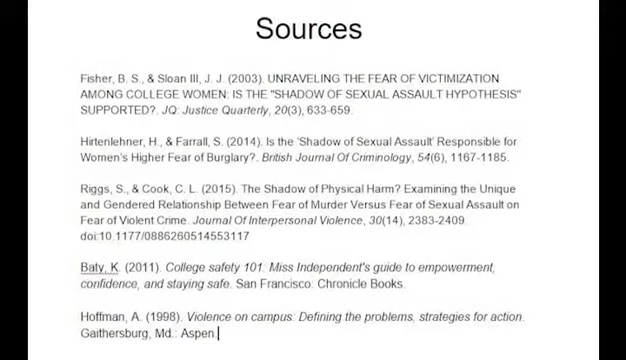 Sources
Fisher, B. S., & Sloan III, J. J. (2003). UNRAVELING THE FEAR OF VICTIMIZATION
AMONG COLLEGE WOMEN: IS THE "SHADOW OF SEXUAL ASSAULT HYPOTHESIS"
SUPPORTED?. JQ: Justice Quarterly, 20(3), 633-659.
Hirtenlehner, H., & Farrall, S. (2014). Is the 'Shadow of Sexual Assault' Responsible for
Women's Higher Fear of Burglary?. British Journal Of Criminology, 54(6), 1167-1185.
Riggs, S., & Cook, C. L. (2015). The Shadow of Physical Harm? Examining the Unique
and Gendered Relationship Between Fear of Murder Versus Fear of Sexual Assault on
Fear of Violent Crime. Journal Of Interpersonal Violence, 30(14), 2383-2409.
doi:10.1177/0886260514553117
Baty, K. (2011). College safety 101: Miss Independent's guide to empowerment,
confidence, and staying safe. San Francisco: Chronicle Books.
Hoffman, A. (1998). Violence on campus: Defining the problems, strategies for action.
Gaithersburg, Md.: Aspen